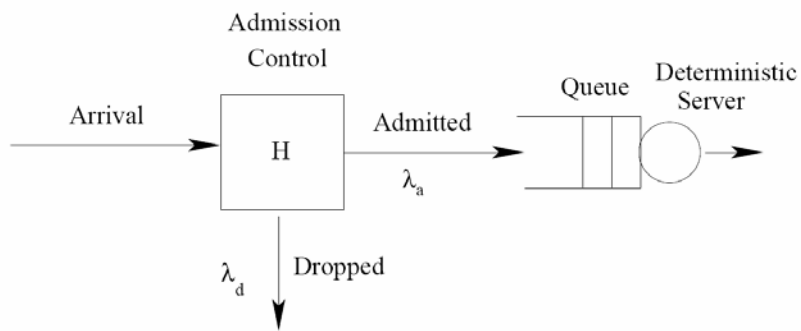 Admission
Control
Arrival
H
Admitted
λa
Queue
Deterministic
Server
λd
Dropped